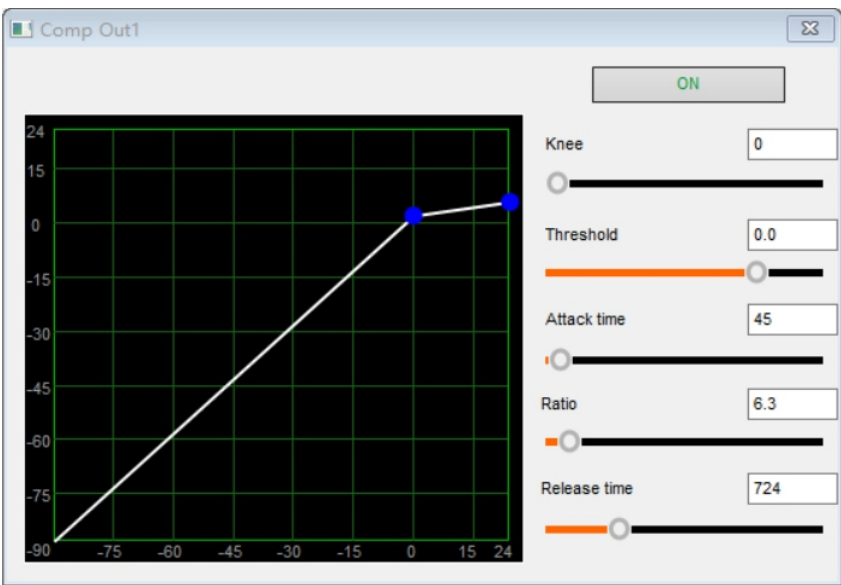 Comp Out1
ON
24
15
0
-15
-30
-45
-60
-75
-90 -75 -60 -45 -30 -15 0 15 24
Knee 0
Threshold 0.0
Attack time 45
Ratio 6.3
Release time 724